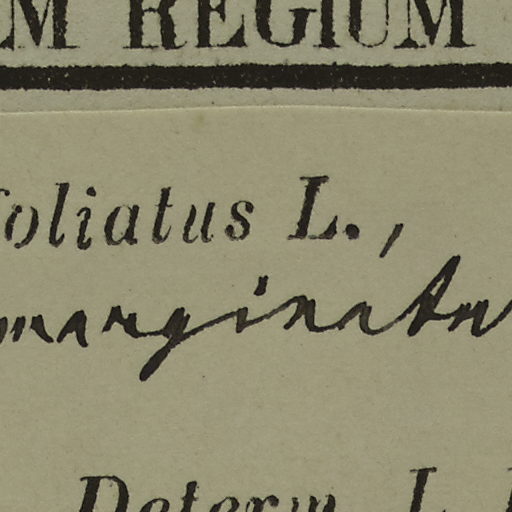 M REGIUM
foliatus L.,
marginatu
Determ. L.